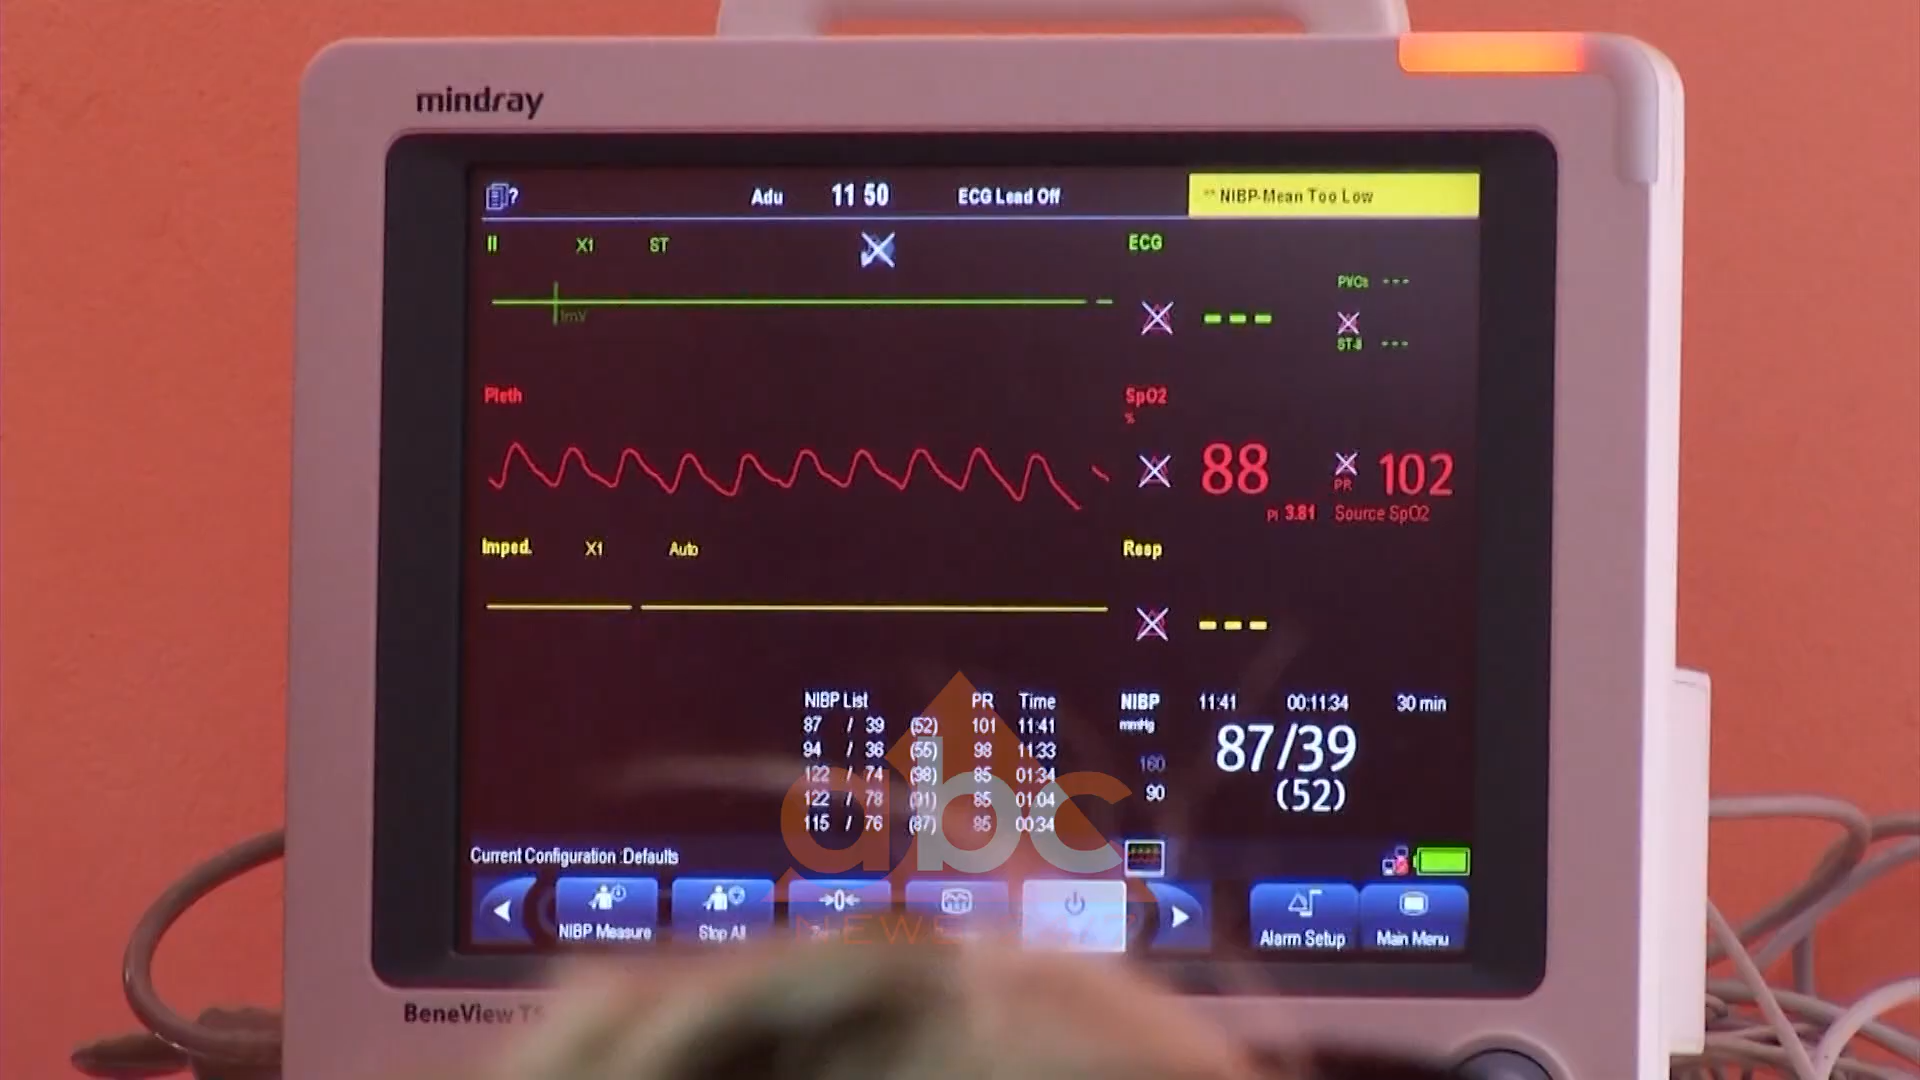 mindray
? Adu 11 50 ECG Lead Off ** NIBP-Mean Too Low
II X1 ST ECG
PVCs ---
1mV --- 
ST-II ---
Pleth SpO2
%
88 PR 102
PI 3.81 Source SpO2
Imped. X1 Auto Resp
---
NIBP List PR Time NIBP 11:41 00:11:34 30 min
87 / 39 (52) 101 11:41 mmHg
94 / 36 (55) 98 11:33 87/39
122 / 74 (98) 85 01:34 160
122 / 78 (91) 85 01:04 90 (52)
115 / 76 (87) 85 00:34
abc
Current Configuration :Defaults
NIBP Measure Stop All Alarm Setup Main Menu
BeneView